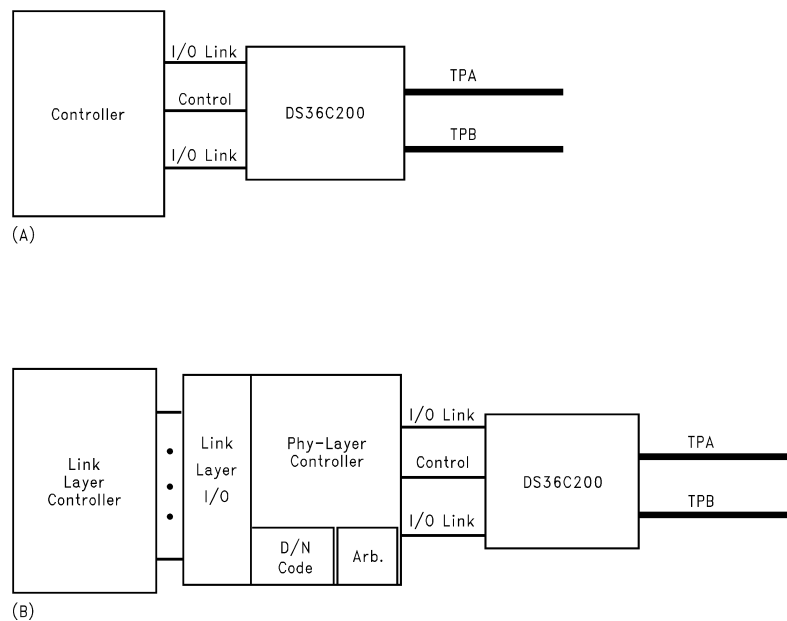 I/O Link
TPA
Controller
Control
DS36C200
TPB
I/O Link
(A)
Link
Layer
Controller
Link
Layer
I/O
Phy-Layer
Controller
D/N
Code
Arb.
I/O Link
Control
I/O Link
DS36C200
TPA
TPB
(B)